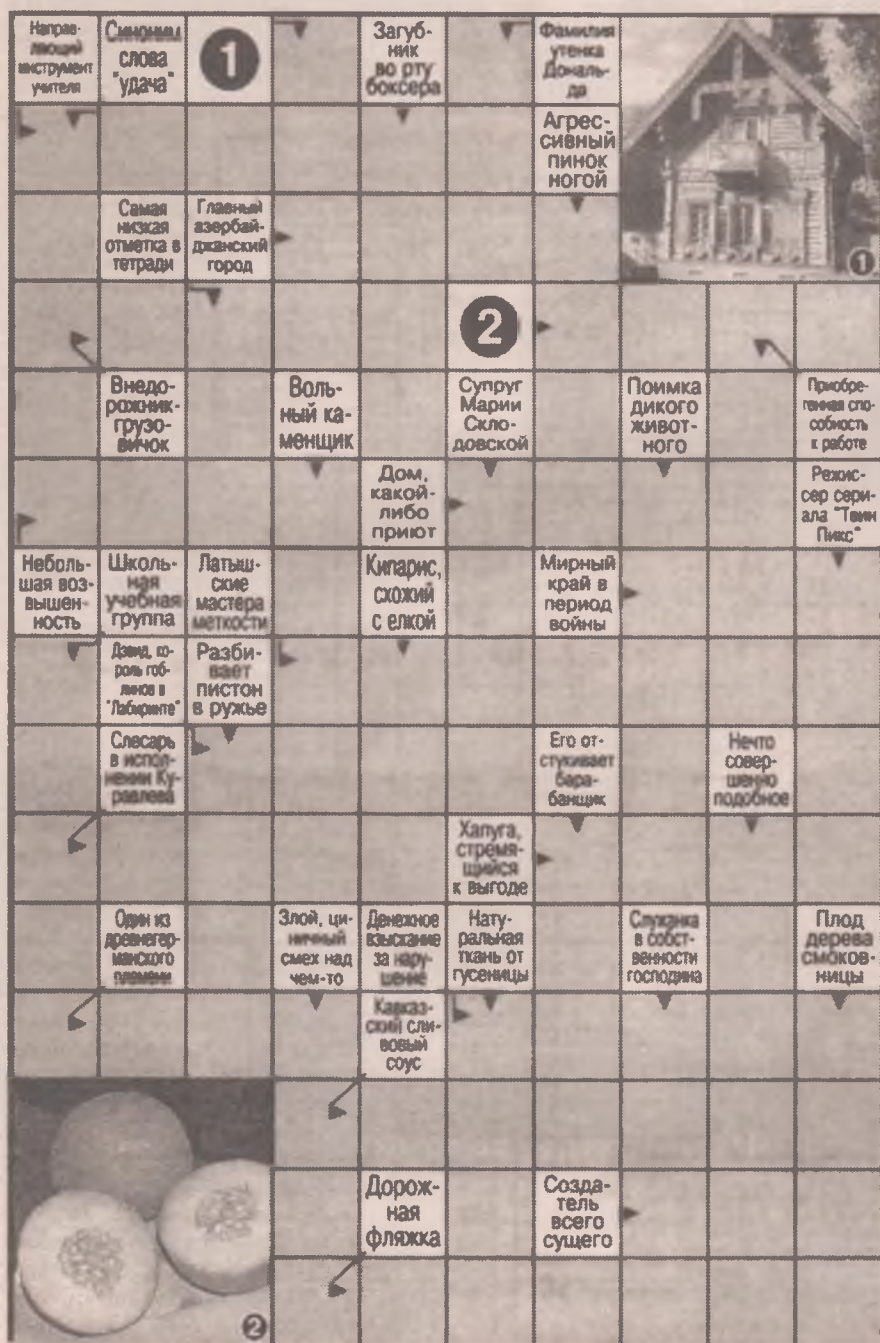 Направ-
ляющий
инструмент
учителя
Синоним
слова
"удача"
1
Загуб-
ник
во рту
боксера
Фамилия
утенка
Дональ-
да
Агрес-
сивный
пинок
ногой
1
Самая
низкая
отметка в
тетради
Главный
азербай-
джанский
город
2
Внедо-
рожник-
грузо-
вичок
Воль-
ный ка-
менщик
Супруг
Марии
Скло-
довской
Поимка
дикого
живот-
ного
Приобре-
тенная спо-
собность
к работе
Дом,
какой-
либо
приют
Режис-
сер сери-
ала "Твин
Пикс"
Неболь-
шая воз-
вышен-
ность
Школь-
ная
учебная
группа
Латыш-
ские
мастера
меткости
Кипарис,
схожий
с елкой
Мирный
край в
период
войны
Дэвид, ко-
роль гоб-
линов в
"Лабиринте"
Разби-
вает
пистон
в ружье
Слесарь
в испол-
нении Ку-
равлева
Его от-
стукивает
бара-
банщик
Нечто
совер-
шенно
подобное
Хапуга,
стремя-
щийся
к выгоде
Один из
древнегер-
манского
племени
Злой, ци-
ничный
смех над
чем-то
Денежное
взыскание
за нару-
шение
Нату-
ральная
ткань от
гусеницы
Служанка
в собст-
венности
господина
Плод
дерева
смоков-
ницы
Кавказ-
ский сли-
вовый
соус
Дорож-
ная
фляжка
Созда-
тель
всего
сущего
2